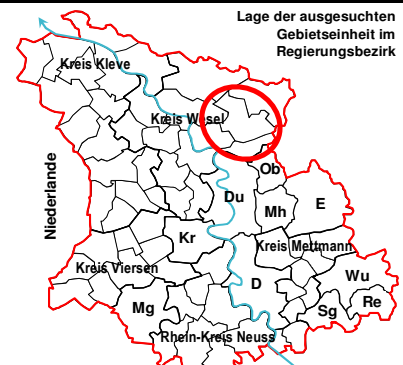 Lage der ausgesuchten
Gebietseinheit im
Regierungsbezirk
Kreis Kleve
Kreis Wesel
Niederlande
Ob
Du
Mh
E
Kr
Kreis Mettmann
Kreis Viersen
Wu
D
Mg
Sg
Re
Rhein-Kreis Neuss